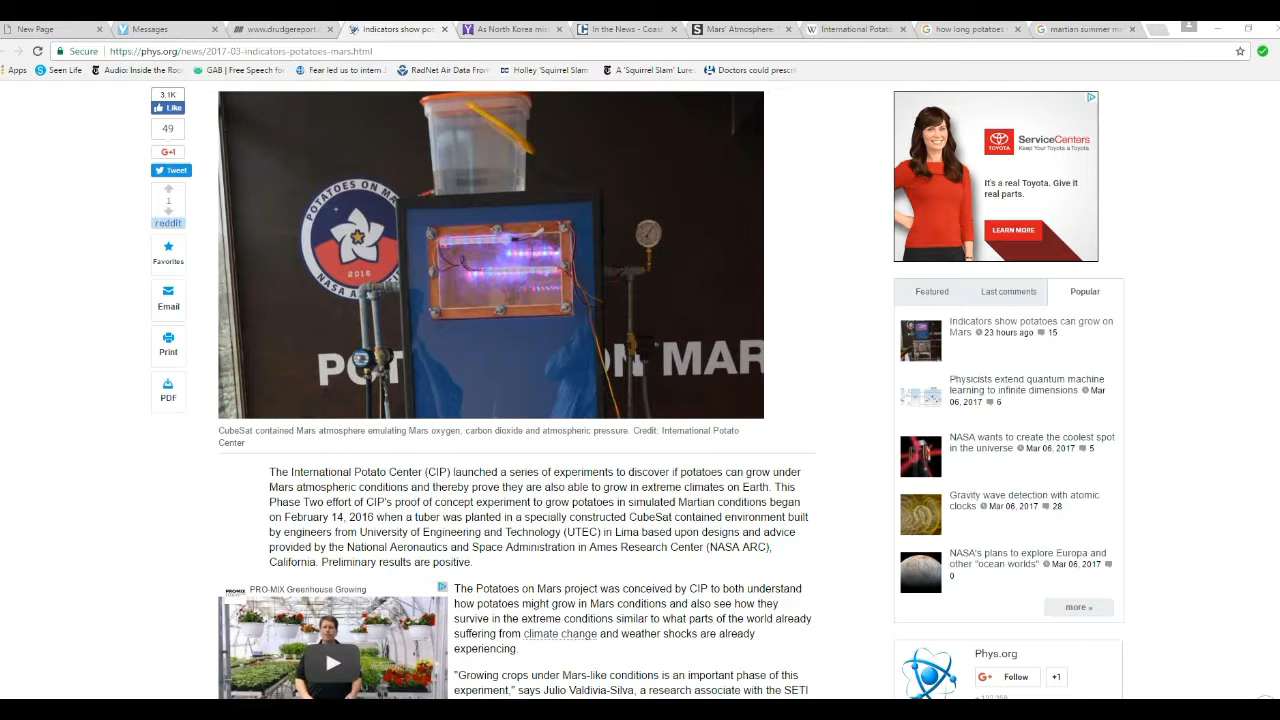 New Page
Messages
www.drudgereport.
Indicators show pot
As North Korea mis
In the News - Coast
Mars' Atmosphere:
International Potato
how long potatoes
martian summer me
Secure
https://phys.org/news/2017-03-indicators-potatoes-mars.html
Apps
Seen Life
Audio: Inside the Roc
GAB | Free Speech for
Fear led us to intern J
RadNet Air Data From
Holley 'Squirrel Slam'
A 'Squirrel Slam' Lure
Doctors could prescr
3.1K
Like
49
G+1
Tweet
1
reddit
Favorites
Email
Print
PDF
POTATOES ON MA
2016
NASA
POT
ON MARS
CubeSat contained Mars atmosphere emulating Mars oxygen, carbon dioxide and atmospheric pressure. Credit: International Potato
Center
The International Potato Center (CIP) launched a series of experiments to discover if potatoes can grow under
Mars atmospheric conditions and thereby prove they are also able to grow in extreme climates on Earth. This
Phase Two effort of CIP's proof of concept experiment to grow potatoes in simulated Martian conditions began
on February 14, 2016 when a tuber was planted in a specially constructed CubeSat contained environment built
by engineers from University of Engineering and Technology (UTEC) in Lima based upon designs and advice
provided by the National Aeronautics and Space Administration in Ames Research Center (NASA ARC),
California. Preliminary results are positive.
PRO-MIX Greenhouse Growing
The Potatoes on Mars project was conceived by CIP to both understand
how potatoes might grow in Mars conditions and also see how they
survive in the extreme conditions similar to what parts of the world already
suffering from climate change and weather shocks are already
experiencing.
"Growing crops under Mars-like conditions is an important phase of this
experiment," says Julio Valdivia-Silva, a research associate with the SETI
TOYOTA
ServiceCenters
Keep Your Toyota a Toyota
It's a real Toyota. Give it
real parts.
LEARN MORE
Featured
Last comments
Popular
Indicators show potatoes can grow on
Mars 23 hours ago 15
Physicists extend quantum machine
learning to infinite dimensions Mar
06, 2017 6
NASA wants to create the coolest spot
in the universe Mar 06, 2017 5
Gravity wave detection with atomic
clocks Mar 06, 2017 28
NASA's plans to explore Europa and
other "ocean worlds" Mar 06, 2017
0
more »
Phys.org
G+ Follow
+1